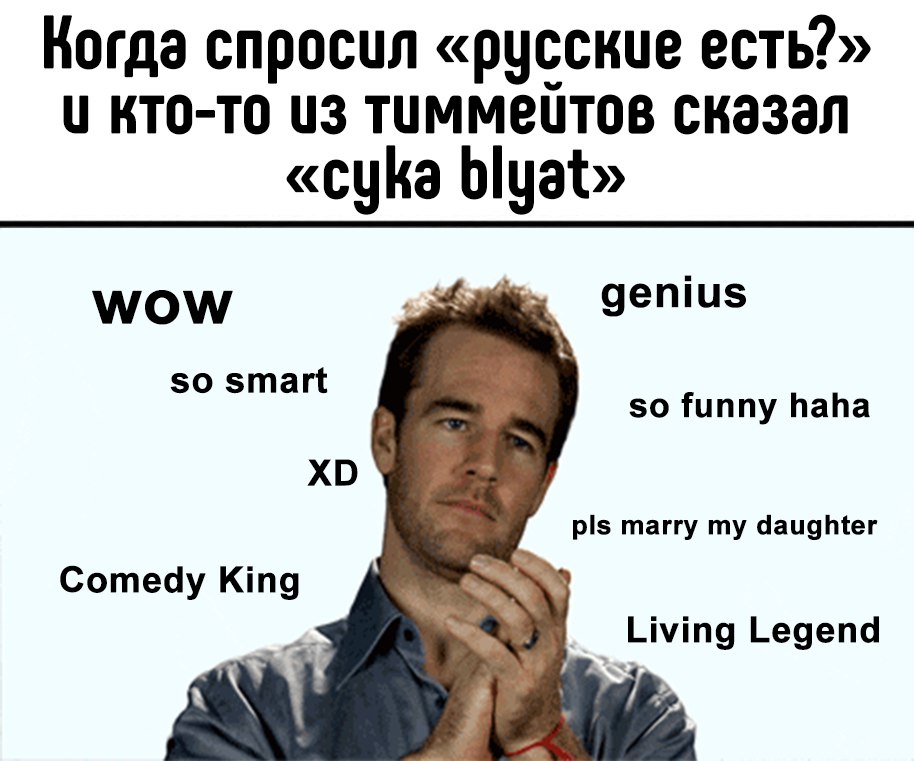 Когда спросил «русские есть?»
и кто-то из тиммейтов сказал
«cyka blyat»
wow
genius
so smart
so funny haha
XD
pls marry my daughter
Comedy King
Living Legend